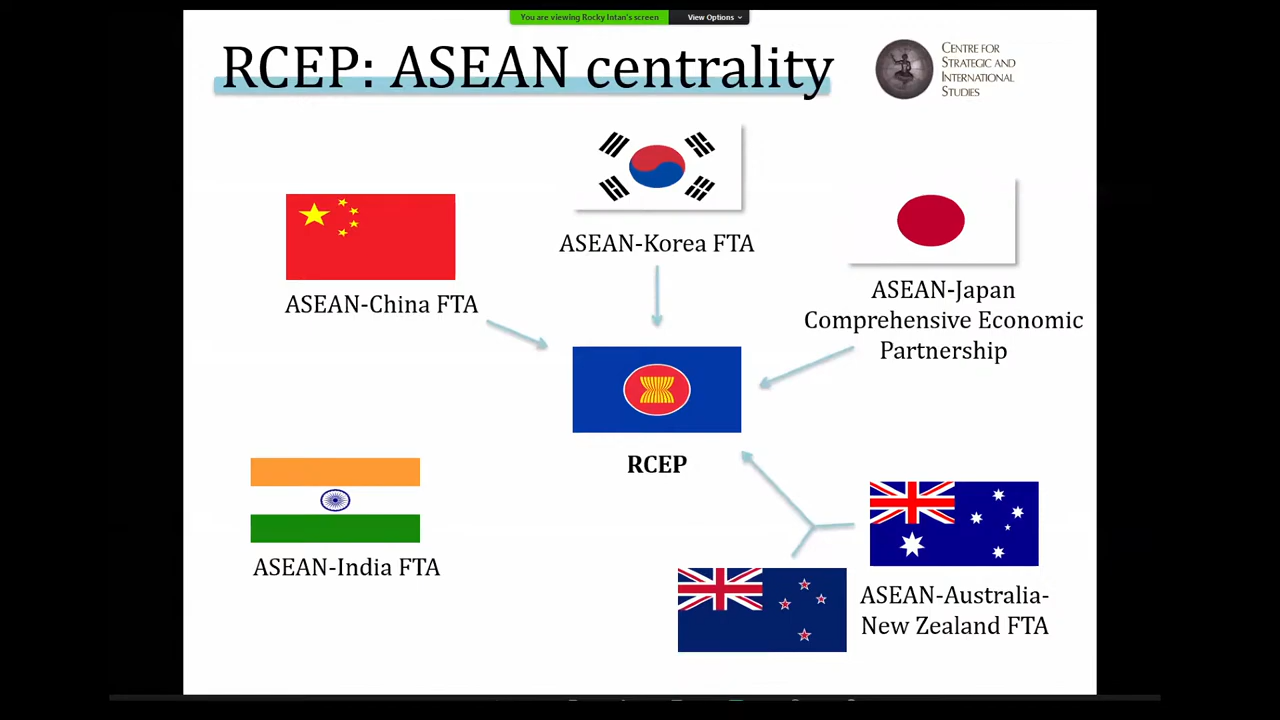 You are viewing Rocky Intan's screen
View Options
RCEP: ASEAN centrality
CENTRE FOR
STRATEGIC AND
INTERNATIONAL
STUDIES
ASEAN-Korea FTA
ASEAN-China FTA
ASEAN-Japan
Comprehensive Economic
Partnership
RCEP
ASEAN-India FTA
ASEAN-Australia-
New Zealand FTA